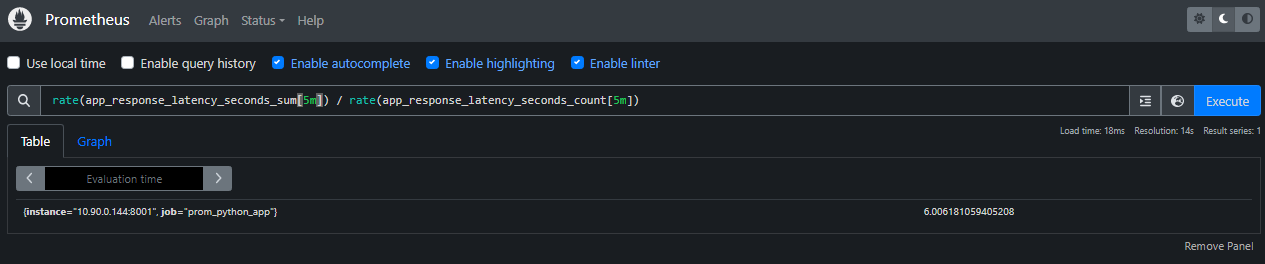 Prometheus Alerts Graph Status Help
Use local time Enable query history Enable autocomplete Enable highlighting Enable linter
rate(app_response_latency_seconds_sum[5m]) / rate(app_response_latency_seconds_count[5m]) Execute
Load time: 18ms Resolution: 14s Result series: 1
Table Graph
Evaluation time
{instance="10.90.0.144:8001", job="prom_python_app"} 6.006181059405208
Remove Panel